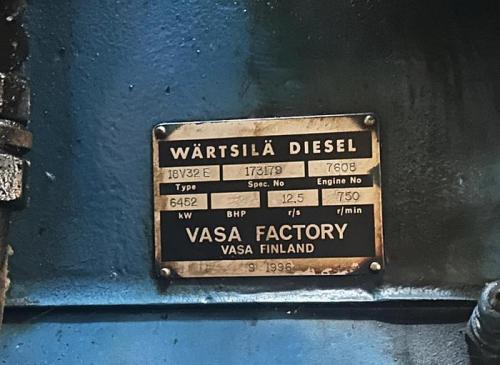 WÄRTSILÄ DIESEL
18V32E 173179 7608
Type Spec. No Engine No
6452 12,5 750
kW BHP r/s r/min
VASA FACTORY
VASA FINLAND
9 1996